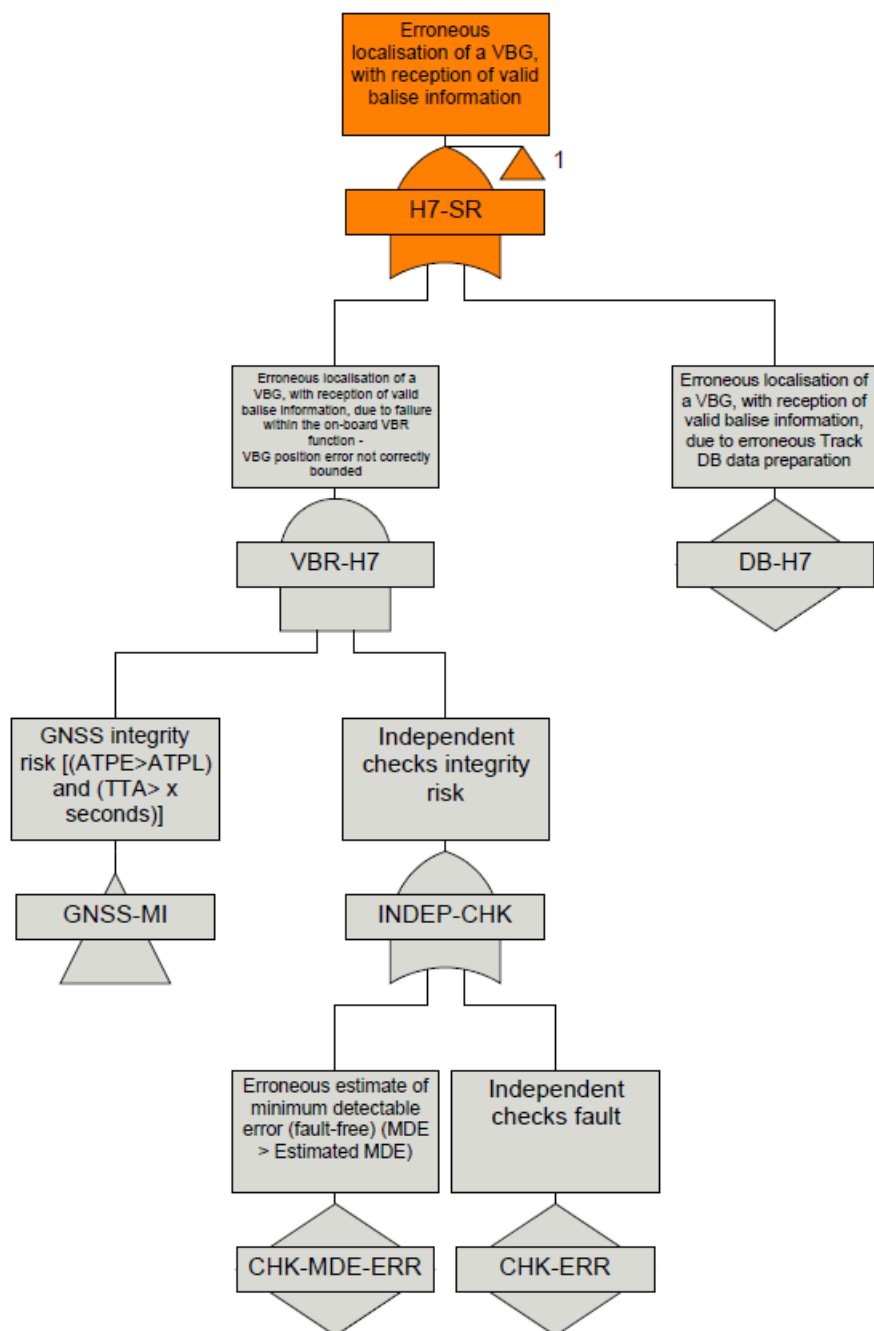 Erroneous
localisation of a VBG,
with reception of valid
balise information
1
H7-SR
Erroneous localisation of a
VBG, with reception of valid
balise information, due to failure
within the on-board VBR
function -
VBG position error not correctly
bounded
VBR-H7
Erroneous localisation of
a VBG, with reception of
valid balise information,
due to erroneous Track
DB data preparation
DB-H7
GNSS integrity
risk [(ATPE>ATPL)
and (TTA> x
seconds)]
GNSS-MI
Independent
checks integrity
risk
INDEP-CHK
Erroneous estimate of
minimum detectable
error (fault-free) (MDE
> Estimated MDE)
CHK-MDE-ERR
Independent
checks fault
CHK-ERR